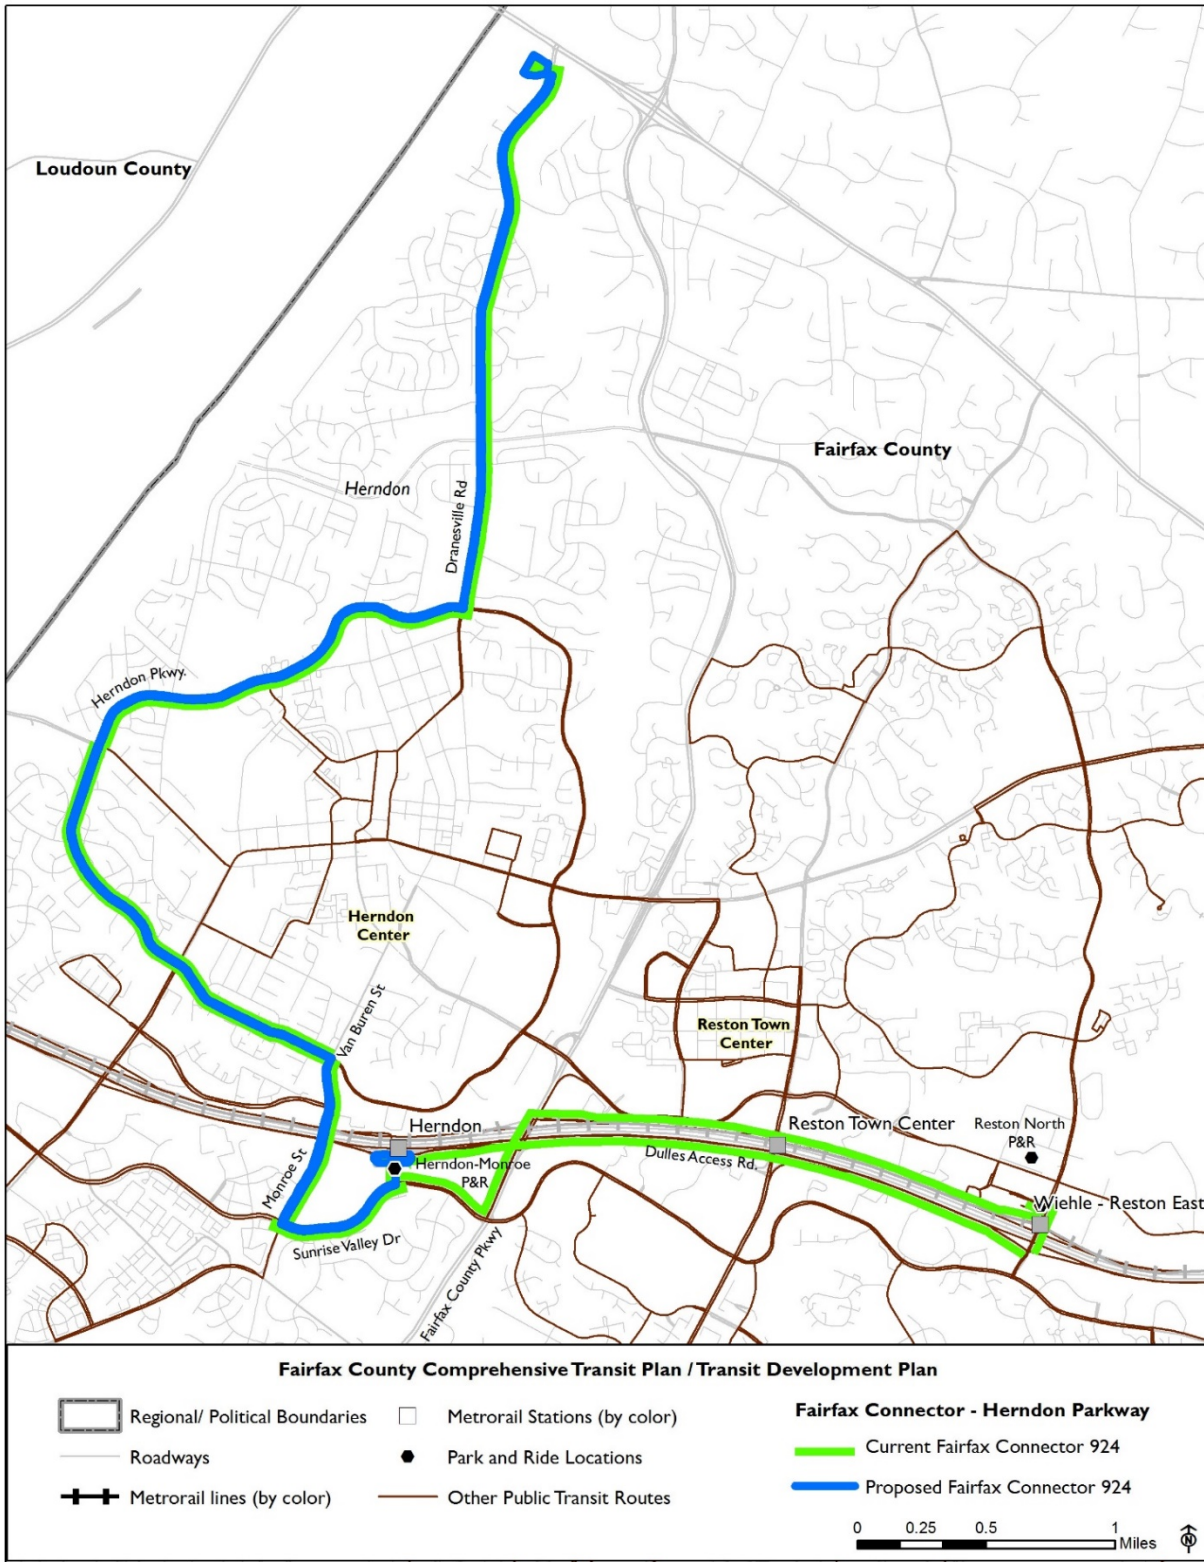 Loudoun County
Fairfax County
Herndon
Dranesville Rd
Herndon Pkwy.
Herndon
Center
Van Buren St
Reston Town
Center
Herndon
Reston Town Center
Reston North
P&R
Herndon-Monroe
P&R
Dulles Access Rd.
Monroe St
Wiehle - Reston East
Sunrise Valley Dr
Fairfax County Pkwy
Fairfax County Comprehensive Transit Plan / Transit Development Plan
Regional/ Political Boundaries
Metrorail Stations (by color)
Fairfax Connector - Herndon Parkway
Roadways
Park and Ride Locations
Current Fairfax Connector 924
Metrorail lines (by color)
Other Public Transit Routes
Proposed Fairfax Connector 924
0 0.25 0.5 1
Miles
N